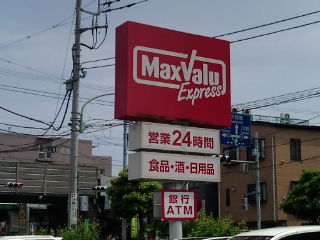 MaxValu
Express
営業24時間
食品・酒・日用品
銀行
ATM